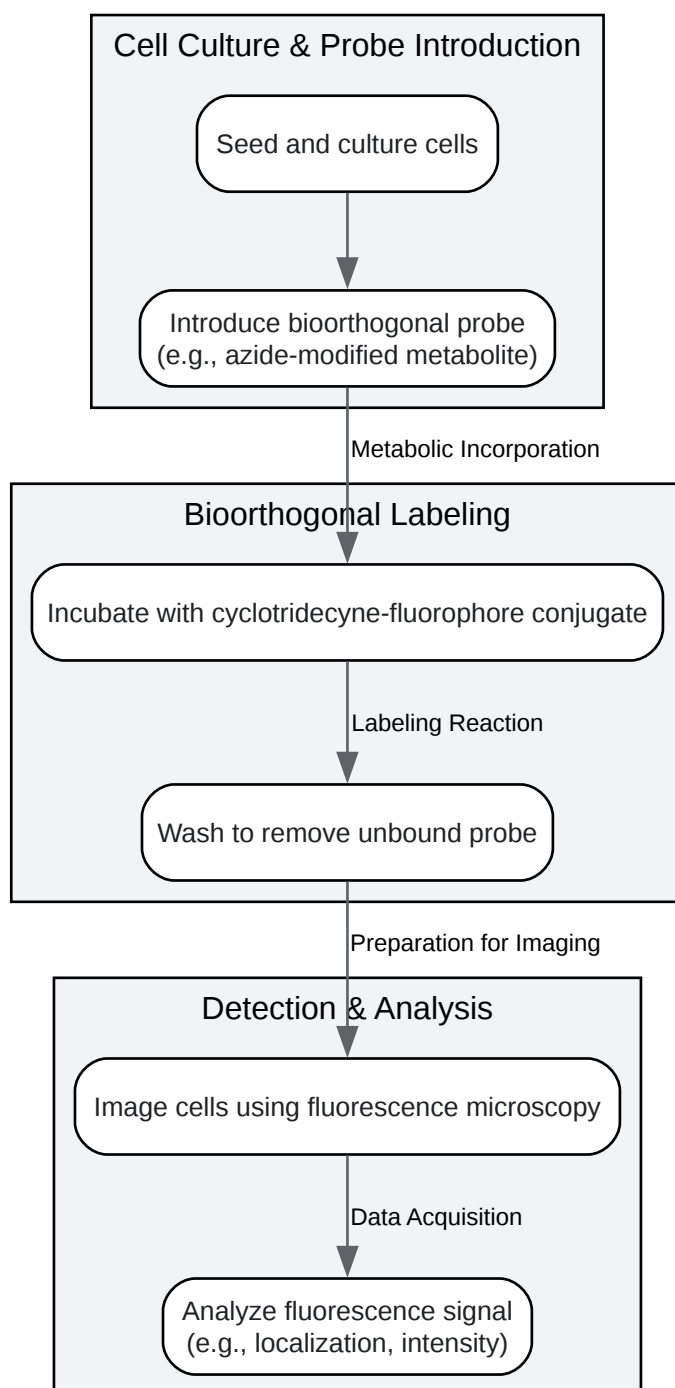 Cell Culture & Probe Introduction
Seed and culture cells
Introduce bioorthogonal probe
(e.g., azide-modified metabolite)
Metabolic Incorporation
Bioorthogonal Labeling
Incubate with cyclotridecyne-fluorophore conjugate
Labeling Reaction
Wash to remove unbound probe
Preparation for Imaging
Detection & Analysis
Image cells using fluorescence microscopy
Data Acquisition
Analyze fluorescence signal
(e.g., localization, intensity)